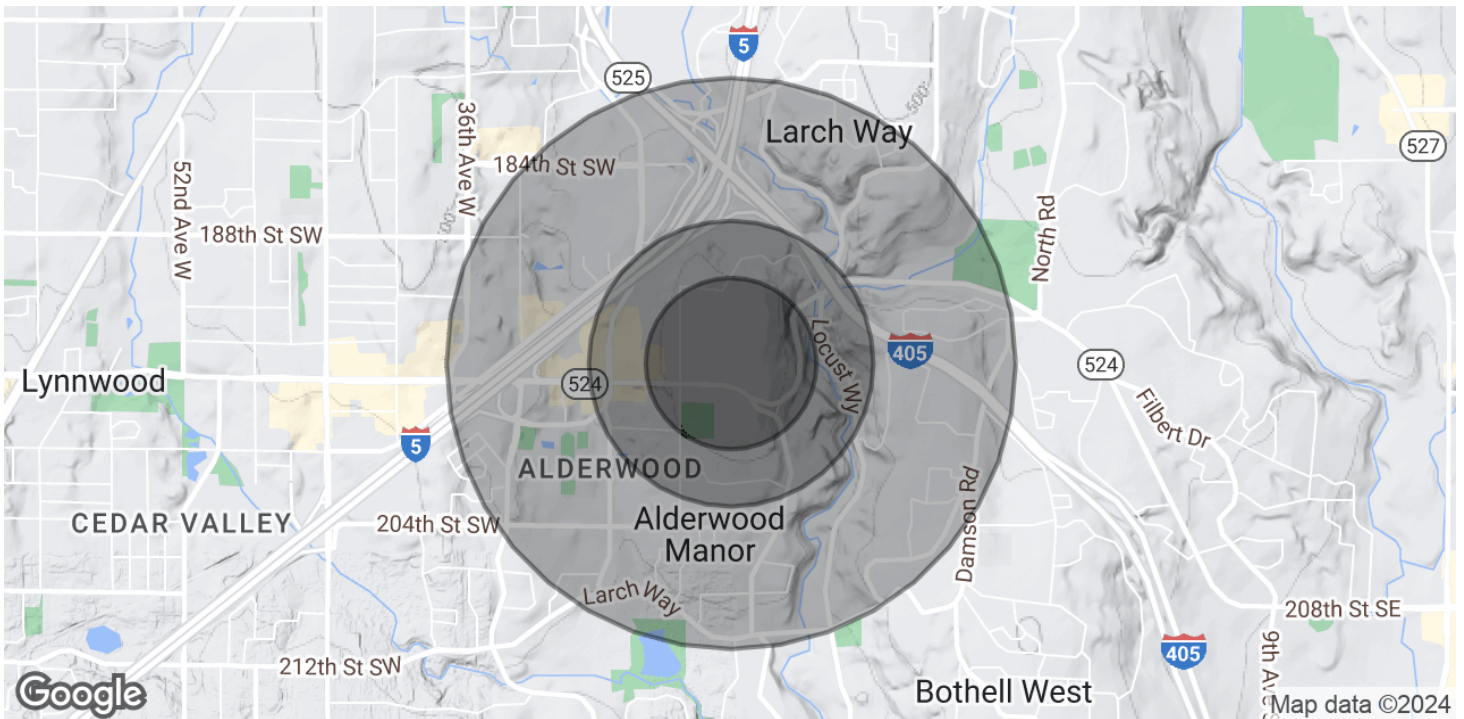 5
525
Larch Way
36th Ave W
184th St SW
527
52nd Ave W
188th St SW
North Rd
Locust Wy
405
524
Lynnwood
524
Filbert Dr
5
ALDERWOOD
CEDAR VALLEY
204th St SW
Alderwood
Manor
Damson Rd
Larch Way
208th St SE
212th St SW
405
9th Ave S
Bothell West
Google
Map data ©2024